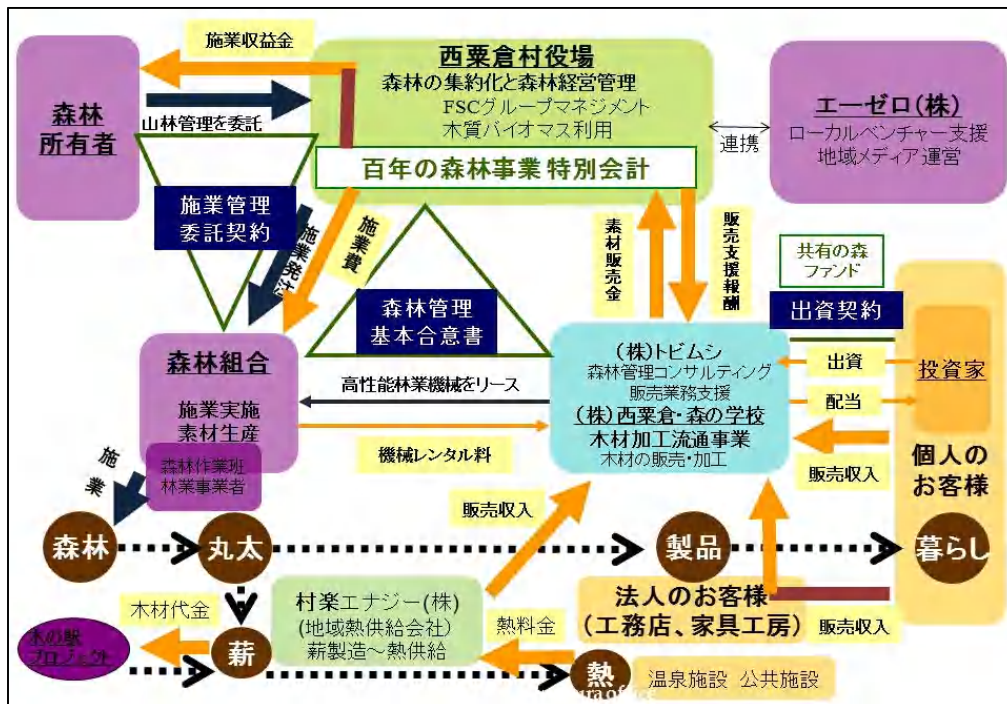 施業収益金
森林
所有者
山林管理を委託
西粟倉村役場
森林の集約化と森林経営管理
FSCグループマネジメント
木質バイオマス利用
百年の森林事業 特別会計
連携
エーゼロ(株)
ローカルベンチャー支援
地域メディア運営
施業管理
委託契約
施業発注
施業費
森林管理
基本合意書
素材販売金
販売支援報酬
共有の森
ファンド
出資契約
森林組合
施業実施
素材生産
森林作業班
林業事業者
高性能林業機械をリース
機械レンタル料
(株)トビムシ
森林管理コンサルティング
販売業務支援
(株)西粟倉・森の学校
木材加工流通事業
木材の販売・加工
出資
配当
投資家
販売収入
個人の
お客様
施業
販売収入
森林
丸太
製品
暮らし
木材代金
村楽エナジー(株)
(地域熱供給会社)
薪製造~熱供給
熱料金
法人のお客様
(工務店、家具工房)
販売収入
木の駅
プロジェクト
薪
熱
温泉施設 公共施設